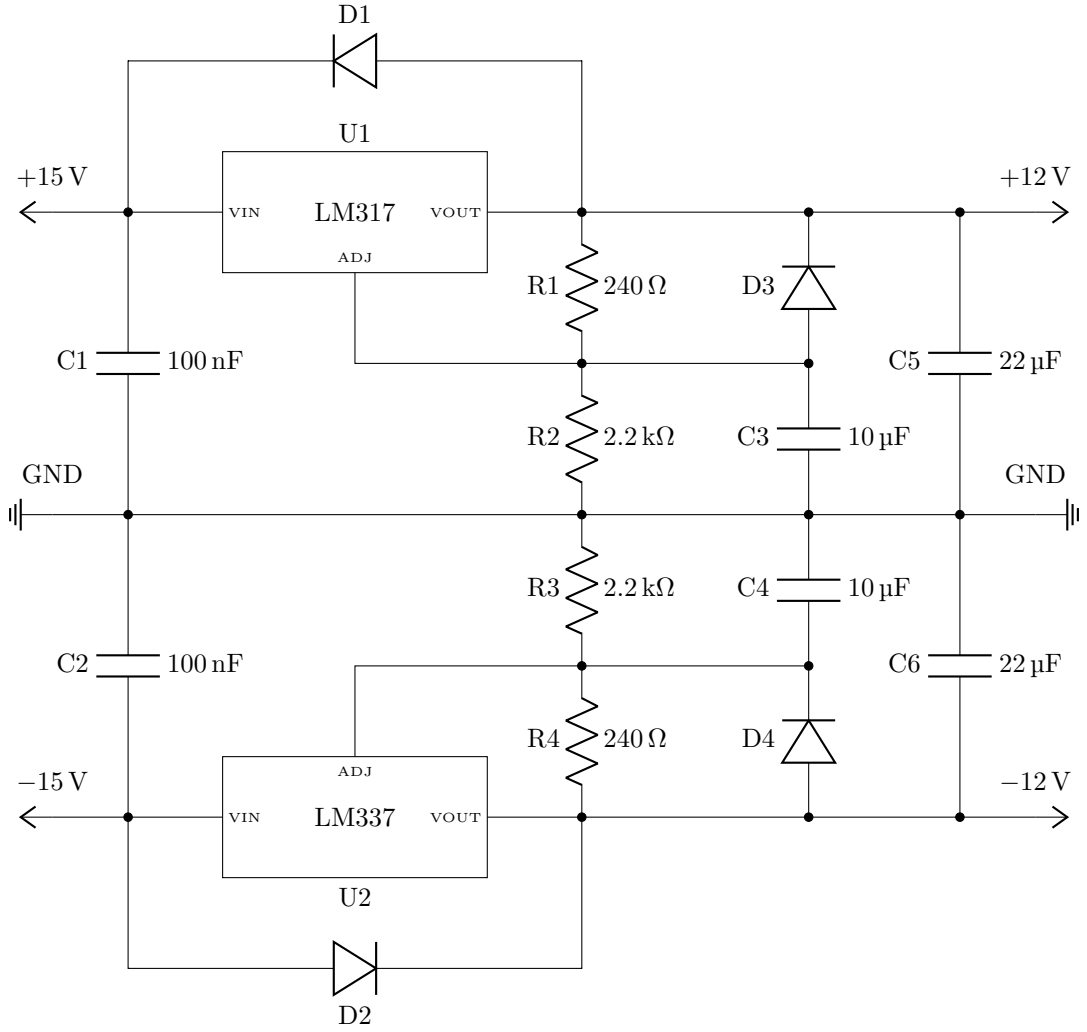 D1
U1
+15 V
+12 V
VIN
LM317
VOUT
ADJ
R1
240 Ω
D3
C1
100 nF
C5
22 µF
R2
2.2 kΩ
C3
10 µF
GND
GND
R3
2.2 kΩ
C4
10 µF
C2
100 nF
C6
22 µF
R4
240 Ω
D4
ADJ
−15 V
−12 V
VIN
LM337
VOUT
U2
D2